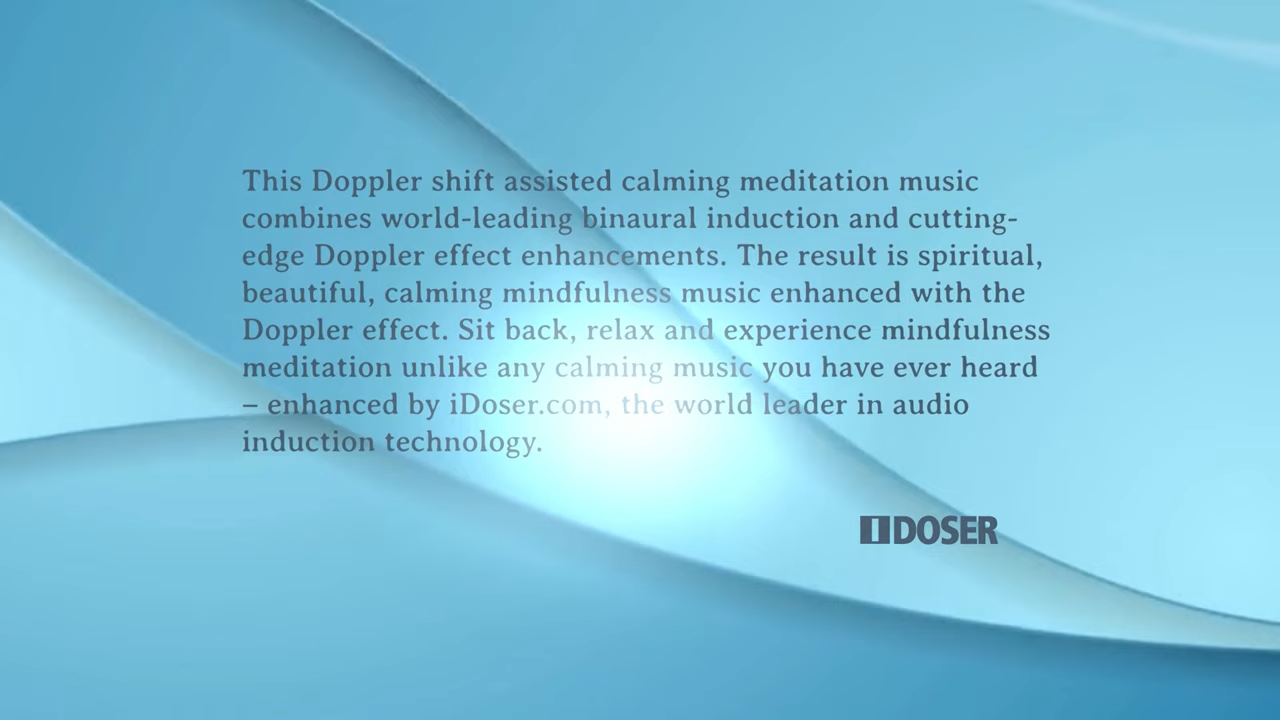 This Doppler shift assisted calming meditation music
combines world-leading binaural induction and cutting-
edge Doppler effect enhancements. The result is spiritual,
beautiful, calming mindfulness music enhanced with the
Doppler effect. Sit back, relax and experience mindfulness
meditation unlike any calming music you have ever heard
– enhanced by iDoser.com, the world leader in audio
induction technology.
IDOSER